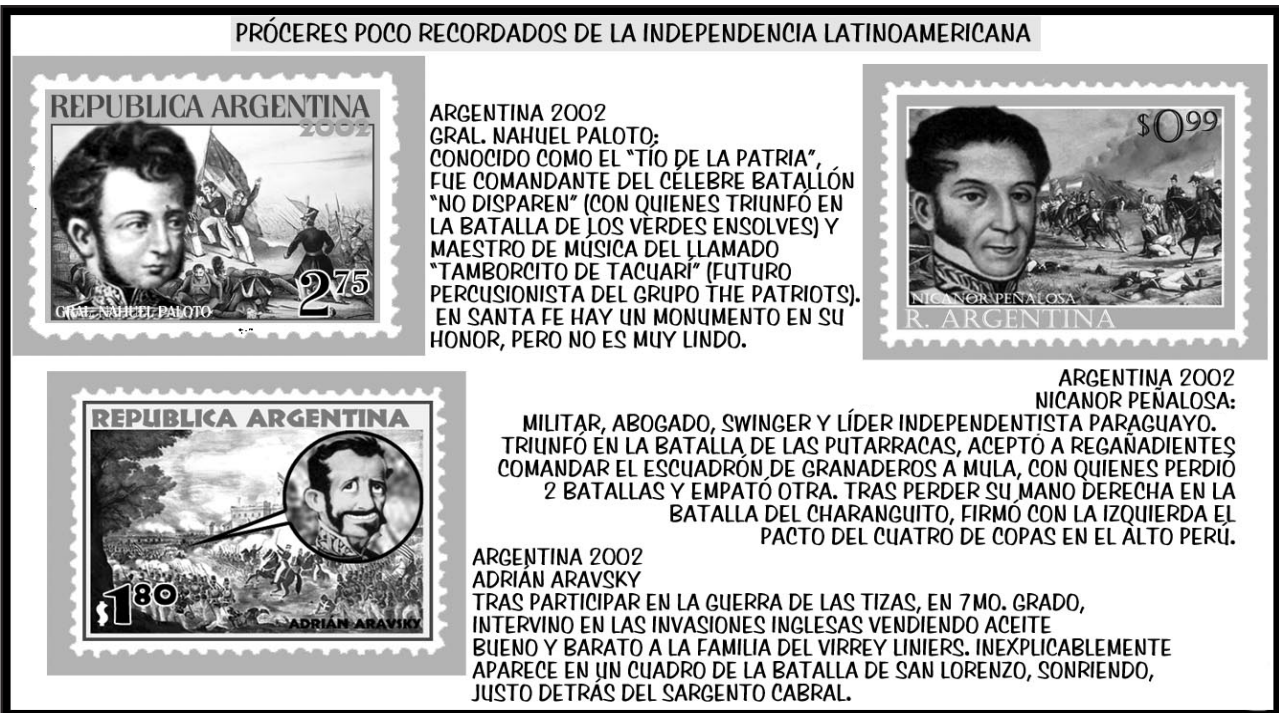 PRÓCERES POCO RECORDADOS DE LA INDEPENDENCIA LATINOAMERICANA
REPUBLICA ARGENTINA
2002
2 75
GRAL. NAHUEL PALOTO
ARGENTINA 2002
GRAL. NAHUEL PALOTO:
CONOCIDO COMO EL "TÍO DE LA PATRIA",
FUE COMANDANTE DEL CÉLEBRE BATALLÓN
"NO DISPAREN" (CON QUIENES TRIUNFÓ EN
LA BATALLA DE LOS VERDES ENSOLVES) Y
MAESTRO DE MÚSICA DEL LLAMADO
"TAMBORCITO DE TACUARÍ" (FUTURO
PERCUSIONISTA DEL GRUPO THE PATRIOTS).
EN SANTA FE HAY UN MONUMENTO EN SU
HONOR, PERO NO ES MUY LINDO.
$0 99
NICANOR PEÑALOSA
R. ARGENTINA
ARGENTINA 2002
NICANOR PEÑALOSA:
MILITAR, ABOGADO, SWINGER Y LÍDER INDEPENDENTISTA PARAGUAYO.
TRIUNFÓ EN LA BATALLA DE LAS PUTARRACAS, ACEPTÓ A REGAÑADIENTES
COMANDAR EL ESCUADRÓN DE GRANADEROS A MULA, CON QUIENES PERDIÓ
2 BATALLAS Y EMPATÓ OTRA. TRAS PERDER SU MANO DERECHA EN LA
BATALLA DEL CHARANGUITO, FIRMÓ CON LA IZQUIERDA EL
PACTO DEL CUATRO DE COPAS EN EL ALTO PERÚ.
REPUBLICA ARGENTINA
$1 80
ADRIÁN ARAVSKY
ARGENTINA 2002
ADRIÁN ARAVSKY
TRAS PARTICIPAR EN LA GUERRA DE LAS TIZAS, EN 7MO. GRADO,
INTERVINO EN LAS INVASIONES INGLESAS VENDIENDO ACEITE
BUENO Y BARATO A LA FAMILIA DEL VIRREY LINIERS. INEXPLICABLEMENTE
APARECE EN UN CUADRO DE LA BATALLA DE SAN LORENZO, SONRIENDO,
JUSTO DETRÁS DEL SARGENTO CABRAL.